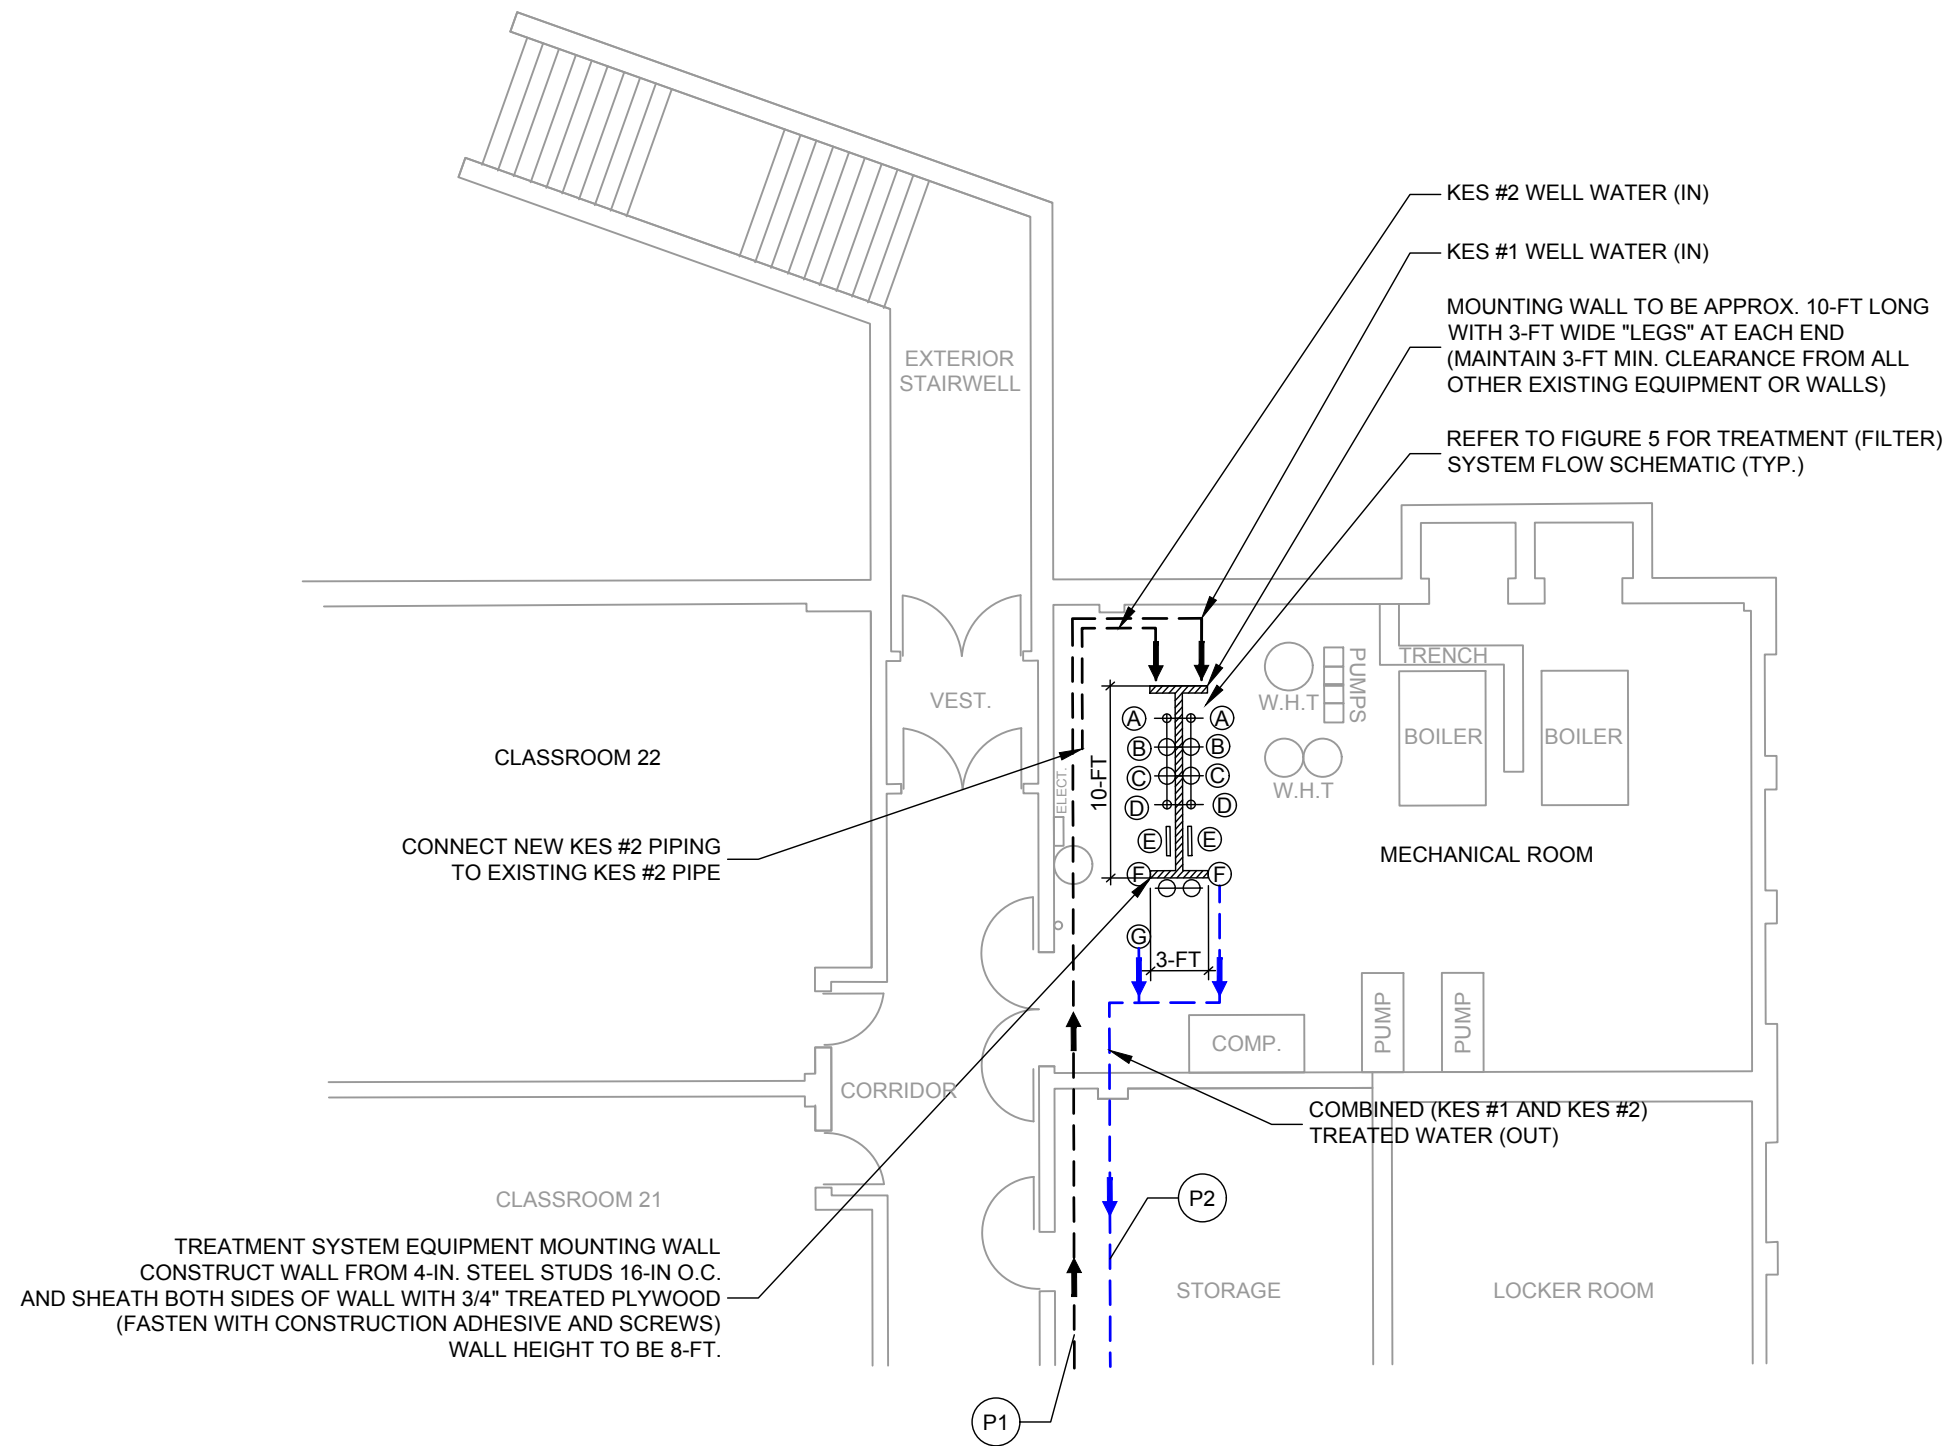 KES #2 WELL WATER (IN)
KES #1 WELL WATER (IN)
MOUNTING WALL TO BE APPROX. 10-FT LONG
WITH 3-FT WIDE "LEGS" AT EACH END
(MAINTAIN 3-FT MIN. CLEARANCE FROM ALL
OTHER EXISTING EQUIPMENT OR WALLS)
REFER TO FIGURE 5 FOR TREATMENT (FILTER)
SYSTEM FLOW SCHEMATIC (TYP.)
EXTERIOR
STAIRWELL
VEST.
CLASSROOM 22
TRENCH
PUMPS
W.H.T
W.H.T
BOILER
BOILER
A
A
B
B
C
C
D
D
E
E
F
F
G
10-FT
3-FT
ELECT.
CONNECT NEW KES #2 PIPING
TO EXISTING KES #2 PIPE
MECHANICAL ROOM
COMP.
PUMP
PUMP
CORRIDOR
COMBINED (KES #1 AND KES #2)
TREATED WATER (OUT)
CLASSROOM 21
P2
TREATMENT SYSTEM EQUIPMENT MOUNTING WALL
CONSTRUCT WALL FROM 4-IN. STEEL STUDS 16-IN O.C.
AND SHEATH BOTH SIDES OF WALL WITH 3/4" TREATED PLYWOOD
(FASTEN WITH CONSTRUCTION ADHESIVE AND SCREWS)
WALL HEIGHT TO BE 8-FT.
STORAGE
LOCKER ROOM
P1